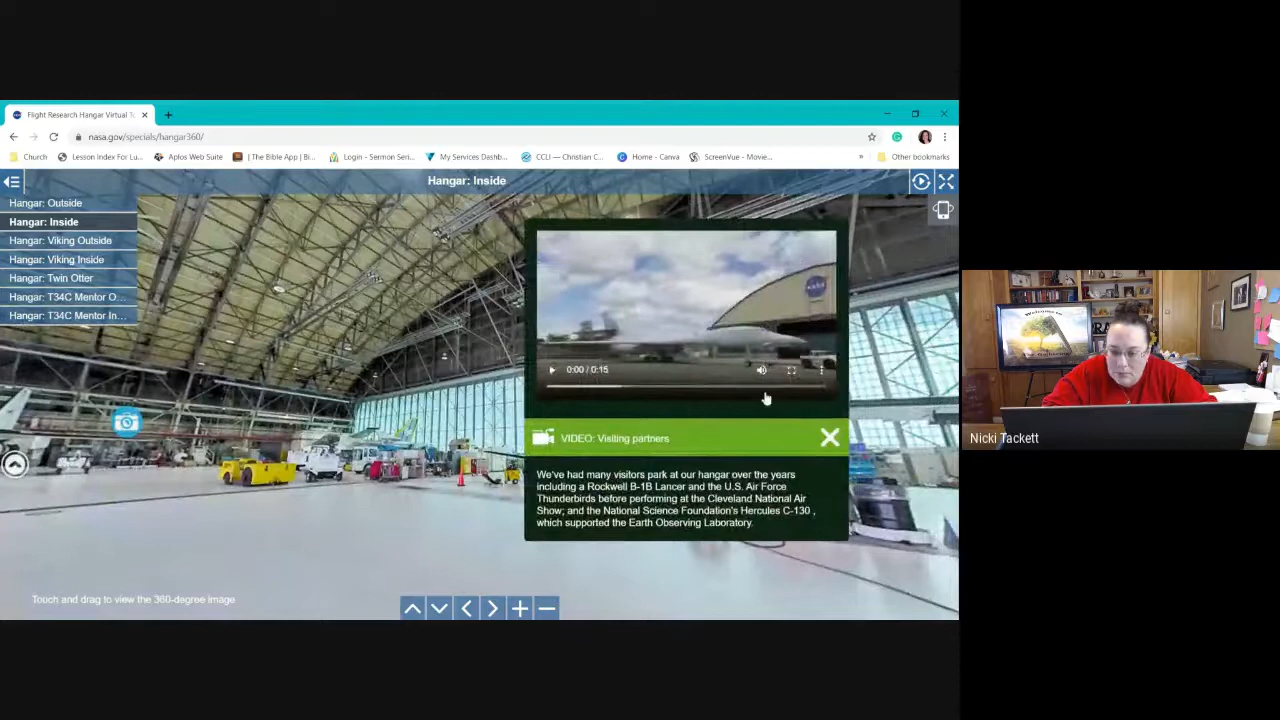 Flight Research Hangar Virtual To
nasa.gov/specials/hangar360/
Church
Lesson Index For Lu...
Aplos Web Suite
| The Bible App | Bi...
Login - Sermon Seri...
My Services Dashb...
CCLI — Christian C...
Home - Canva
ScreenVue - Movie...
»
Other bookmarks
Hangar: Inside
Hangar: Outside
Hangar: Inside
Hangar: Viking Outside
Hangar: Viking Inside
Hangar: Twin Otter
Hangar: T34C Mentor O...
Hangar: T34C Mentor In...
NASA
0:00 / 0:15
VIDEO: Visiting partners
We've had many visitors park at our hangar over the years
including a Rockwell B-1B Lancer and the U.S. Air Force
Thunderbirds before performing at the Cleveland National Air
Show; and the National Science Foundation's Hercules C-130 ,
which supported the Earth Observing Laboratory.
Touch and drag to view the 360-degree image
Welcome to
The Gathering
Nicki Tackett